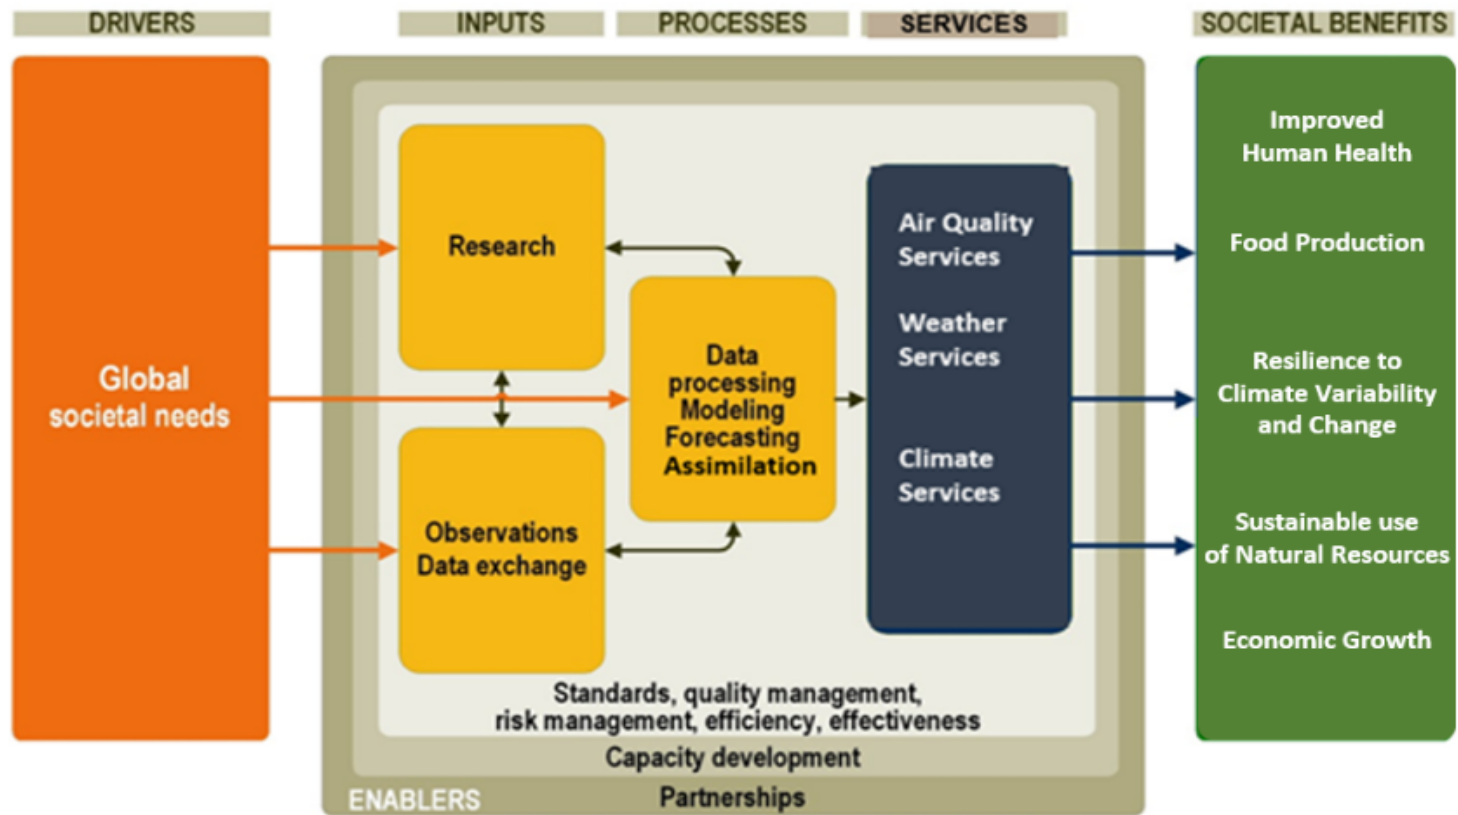 DRIVERS
INPUTS
PROCESSES
SERVICES
SOCIETAL BENEFITS
Global
societal needs
Research
Observations
Data exchange
Data
processing
Modeling
Forecasting
Assimilation
Air Quality
Services
Weather
Services
Climate
Services
Improved
Human Health
Food Production
Resilience to
Climate Variability
and Change
Sustainable use
of Natural Resources
Economic Growth
Standards, quality management,
risk management, efficiency, effectiveness
Capacity development
ENABLERS
Partnerships